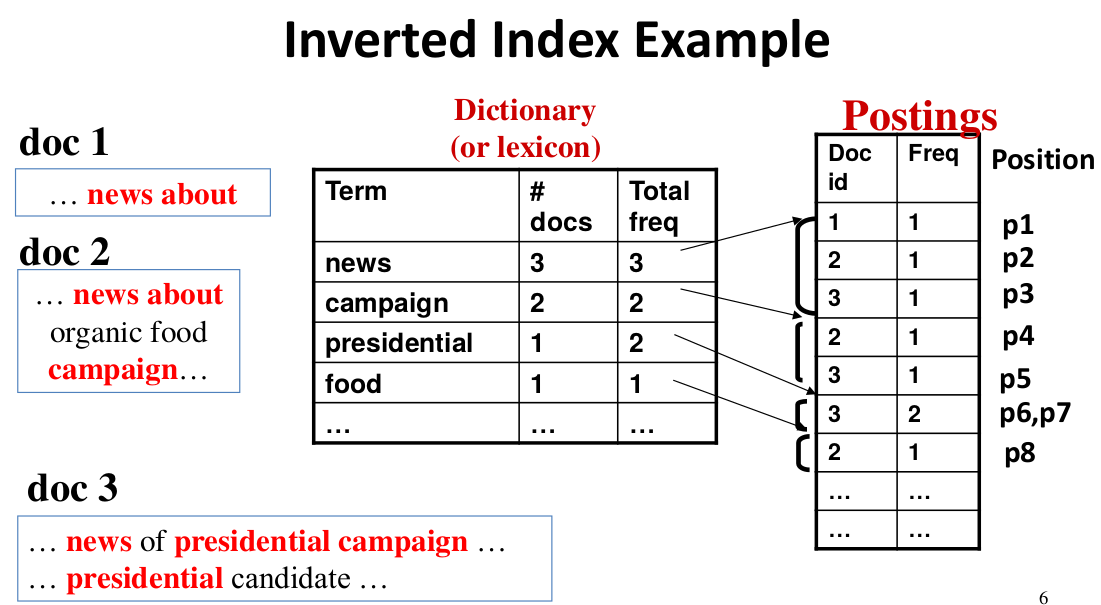 Inverted Index Example
doc 1
… news about
doc 2
… news about
organic food
campaign…
doc 3
… news of presidential campaign …
… presidential candidate …
Dictionary
(or lexicon)
Term # docs Total freq
news 3 3
campaign 2 2
presidential 1 2
food 1 1
… … …
Postings
Doc id Freq Position
1 1 p1
2 1 p2
3 1 p3
2 1 p4
3 1 p5
3 2 p6,p7
2 1 p8
… …
… …
6